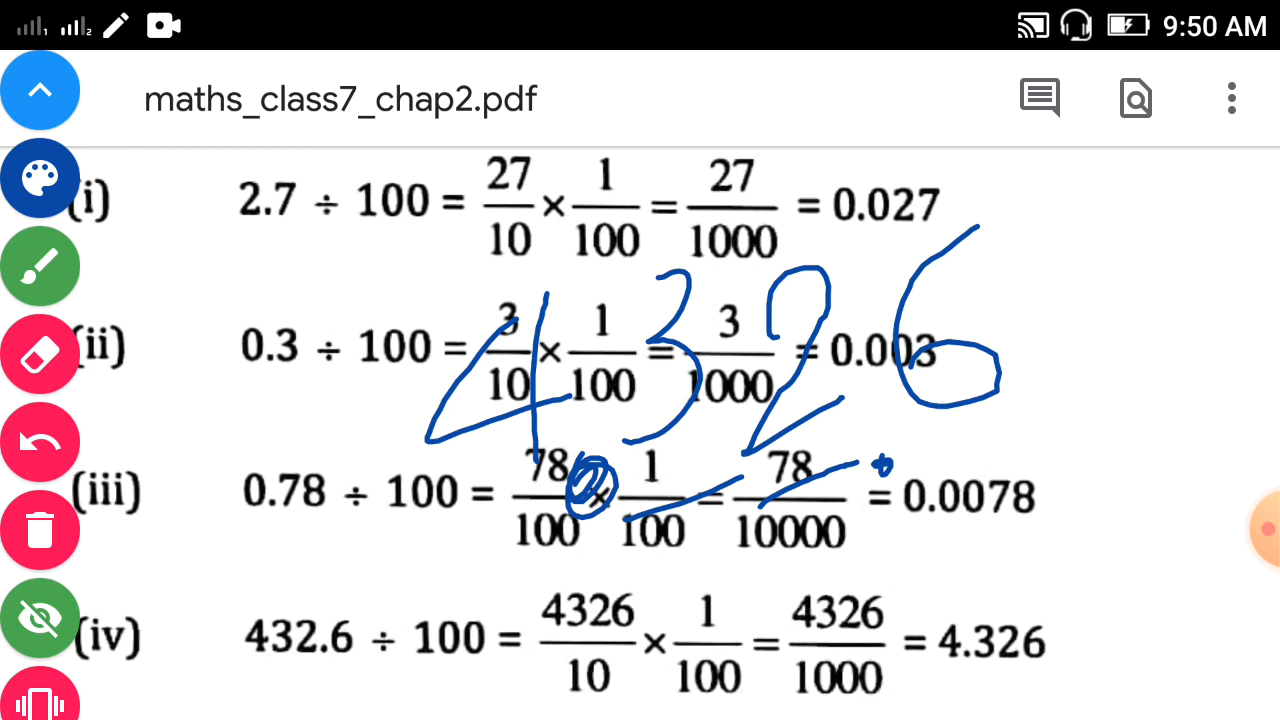 9:50 AM
maths_class7_chap2.pdf
(i) 2.7 ÷ 100 = 27/10 × 1/100 = 27/1000 = 0.027
(ii) 0.3 ÷ 100 = 3/10 × 1/100 = 3/1000 = 0.003
4326
(iii) 0.78 ÷ 100 = 78/100 × 1/100 = 78/10000 = 0.0078
(iv) 432.6 ÷ 100 = 4326/10 × 1/100 = 4326/1000 = 4.326